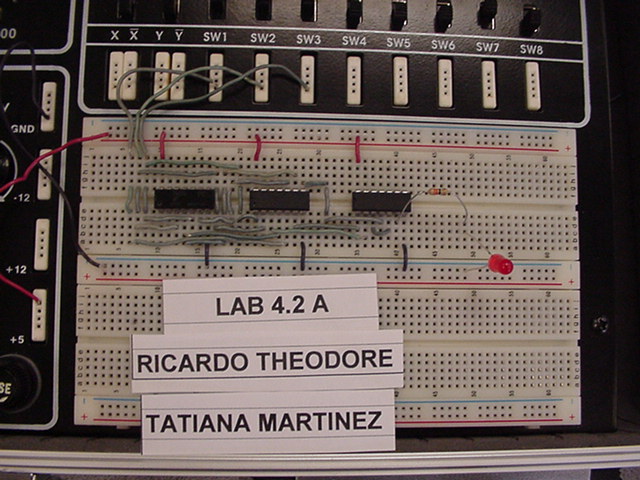 00
X X̅ Y Y̅ SW1 SW2 SW3 SW4 SW5 SW6 SW7 SW8
GND
-12
+12
+5
LAB 4.2 A
RICARDO THEODORE
TATIANA MARTINEZ